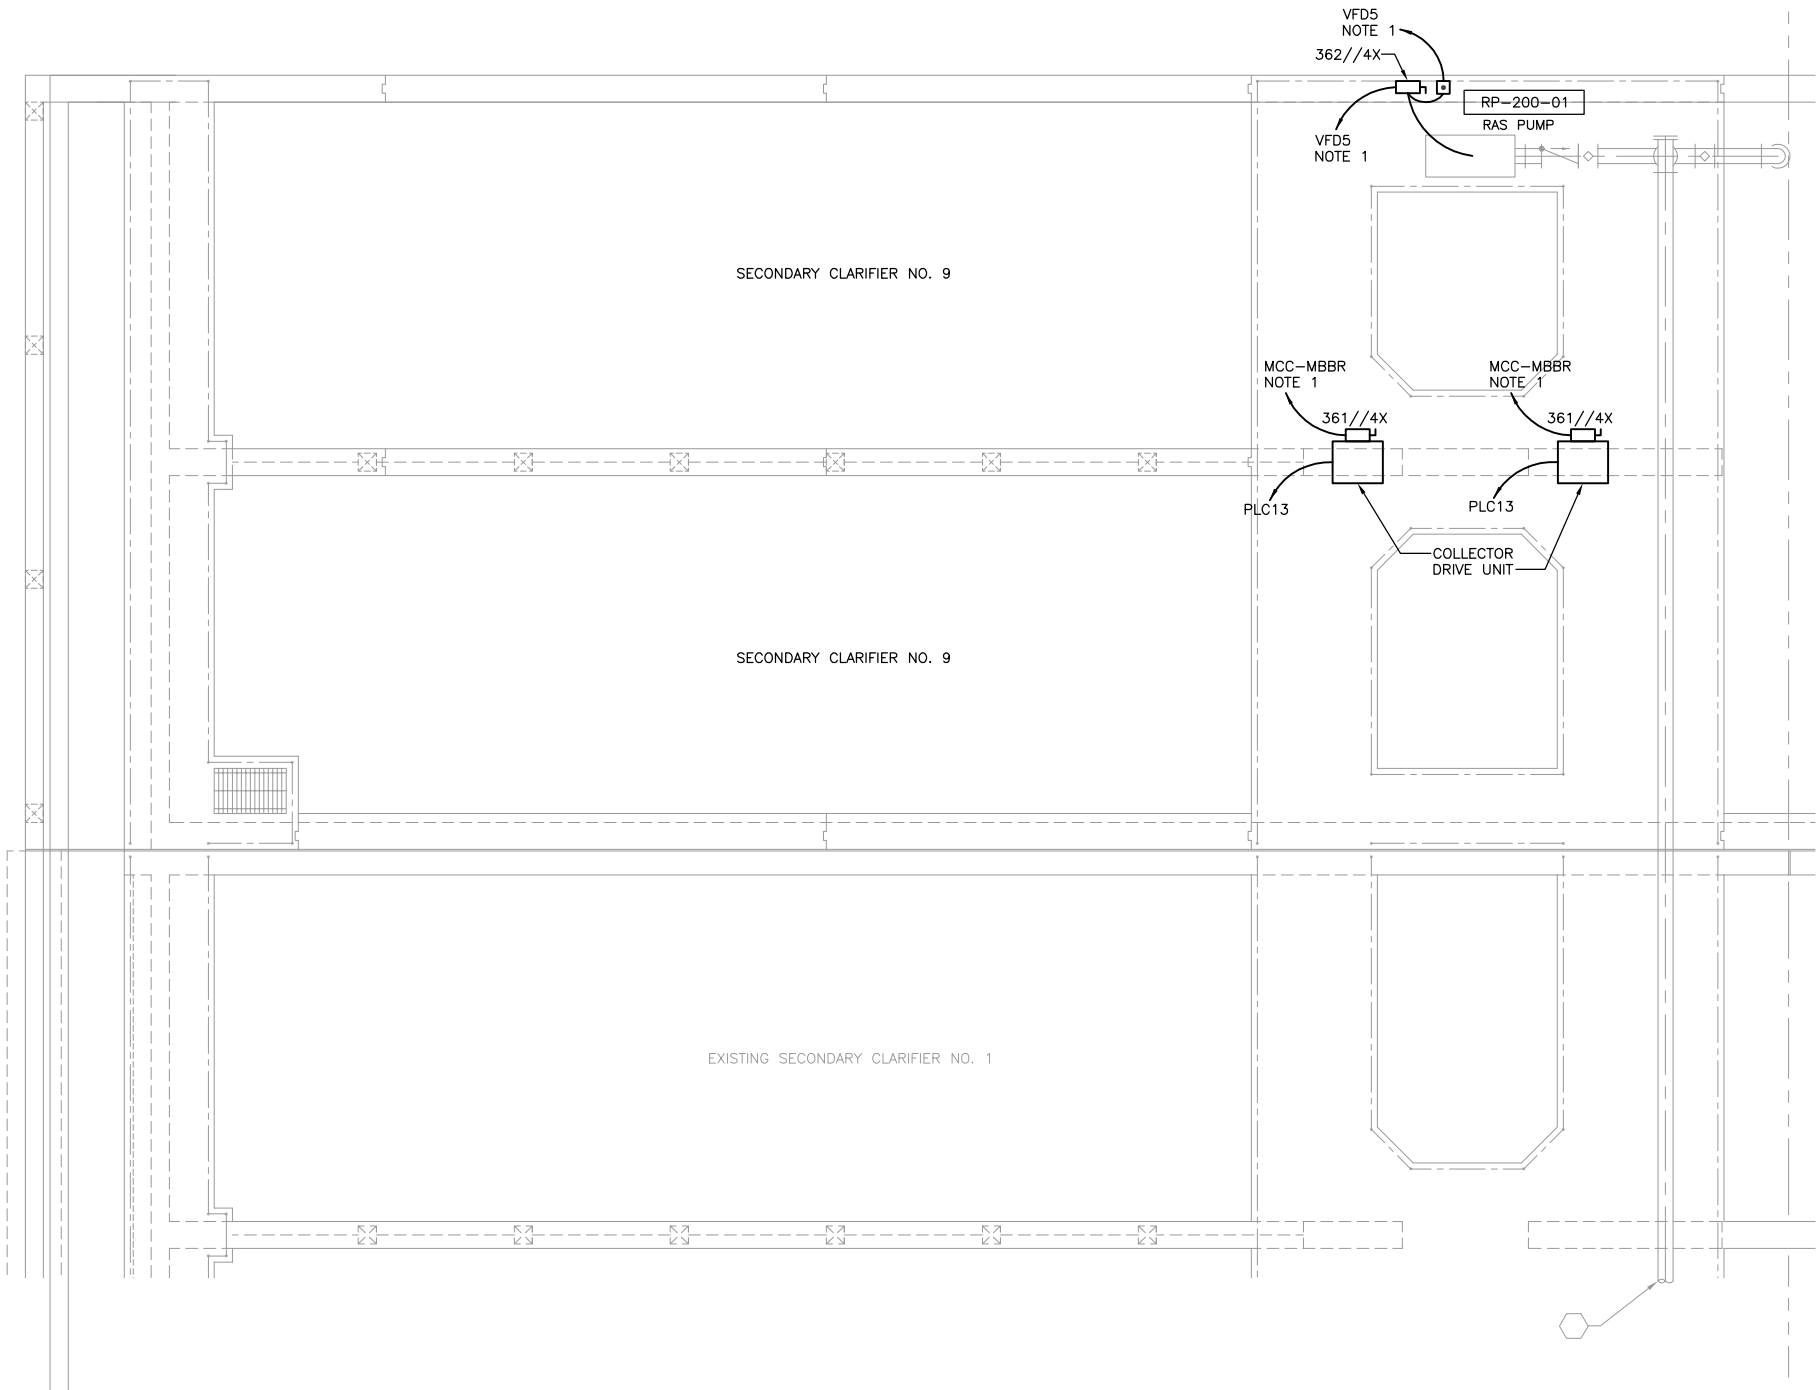 VFD5
NOTE 1
362//4X
RP-200-01
RAS PUMP
VFD5
NOTE 1
SECONDARY CLARIFIER NO. 9
MCC-MBBR
NOTE 1
361//4X
MCC-MBBR
NOTE 1
361//4X
PLC13
PLC13
COLLECTOR
DRIVE UNIT
SECONDARY CLARIFIER NO. 9
EXISTING SECONDARY CLARIFIER NO. 1